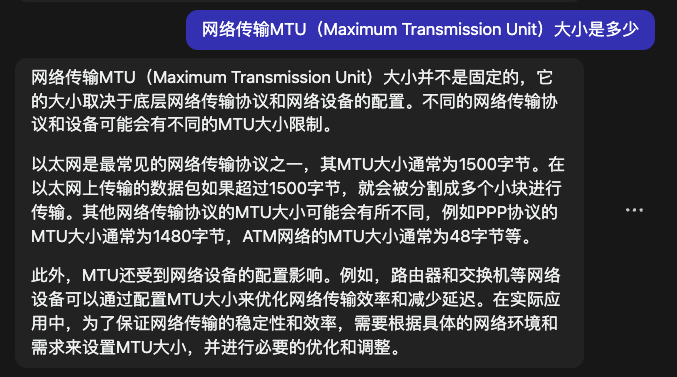 网络传输MTU（Maximum Transmission Unit）大小是多少
网络传输MTU（Maximum Transmission Unit）大小并不是固定的，它
的大小取决于底层网络传输协议和网络设备的配置。不同的网络传输协
议和设备可能会有不同的MTU大小限制。
以太网是最常见的网络传输协议之一，其MTU大小通常为1500字节。在
以太网上传输的数据包如果超过1500字节，就会被分割成多个小块进行
传输。其他网络传输协议的MTU大小可能会有所不同，例如PPP协议的
MTU大小通常为1480字节，ATM网络的MTU大小通常为48字节等。
此外，MTU还受到网络设备的配置影响。例如，路由器和交换机等网络
设备可以通过配置MTU大小来优化网络传输效率和减少延迟。在实际应
用中，为了保证网络传输的稳定性和效率，需要根据具体的网络环境和
需求来设置MTU大小，并进行必要的优化和调整。